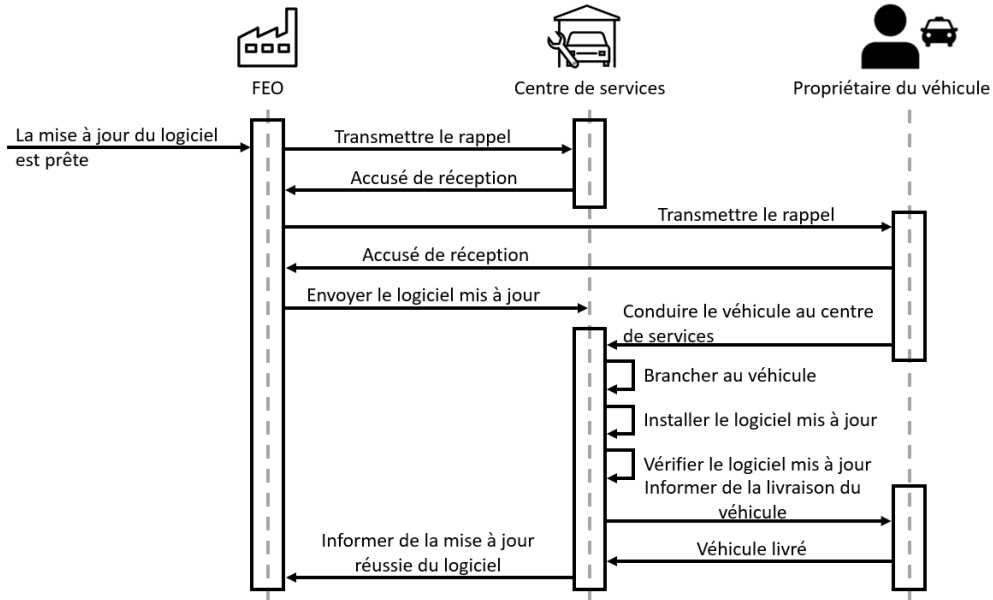 FEO
Centre de services
Propriétaire du véhicule
La mise à jour du logiciel
est prête
Transmettre le rappel
Accusé de réception
Transmettre le rappel
Accusé de réception
Envoyer le logiciel mis à jour
Conduire le véhicule au centre
de services
Brancher au véhicule
Installer le logiciel mis à jour
Vérifier le logiciel mis à jour
Informer de la livraison du
véhicule
Informer de la mise à jour
réussie du logiciel
Véhicule livré